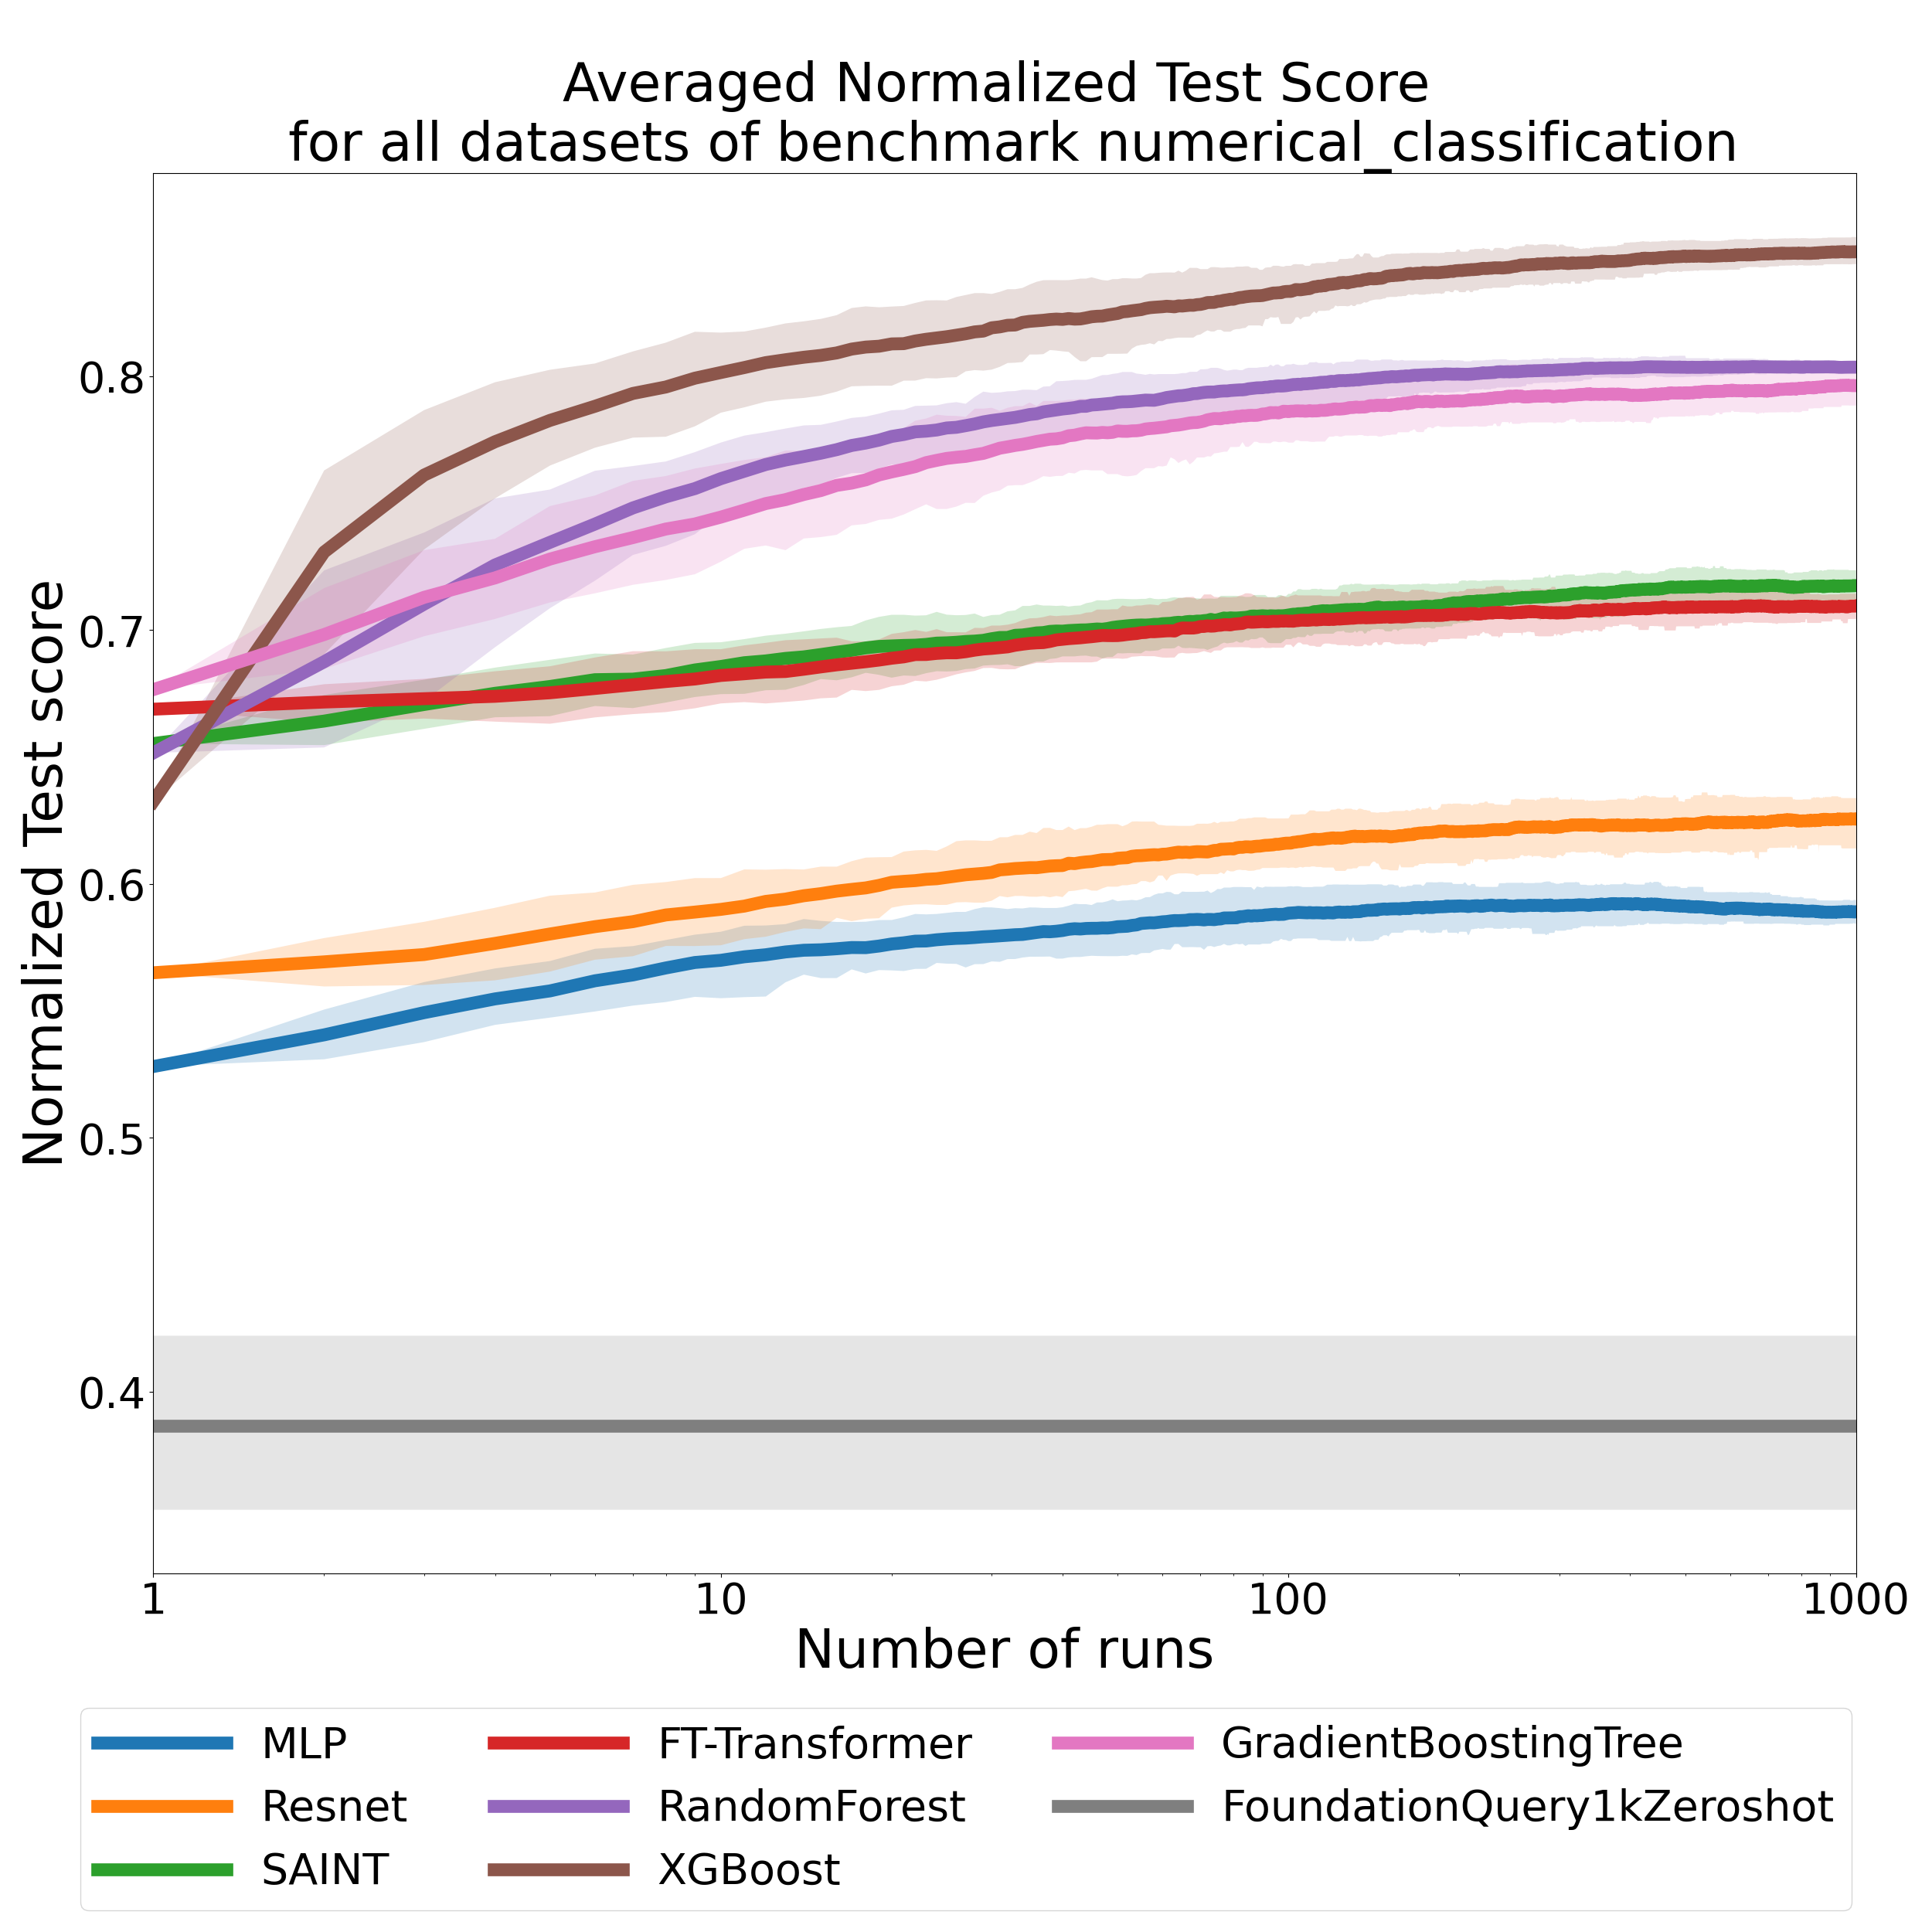 Averaged Normalized Test Score
for all datasets of benchmark numerical_classification
Normalized Test score
0.8
0.7
0.6
0.5
0.4
1
10
100
1000
Number of runs
MLP
Resnet
SAINT
FT-Transformer
RandomForest
XGBoost
GradientBoostingTree
FoundationQuery1kZeroshot